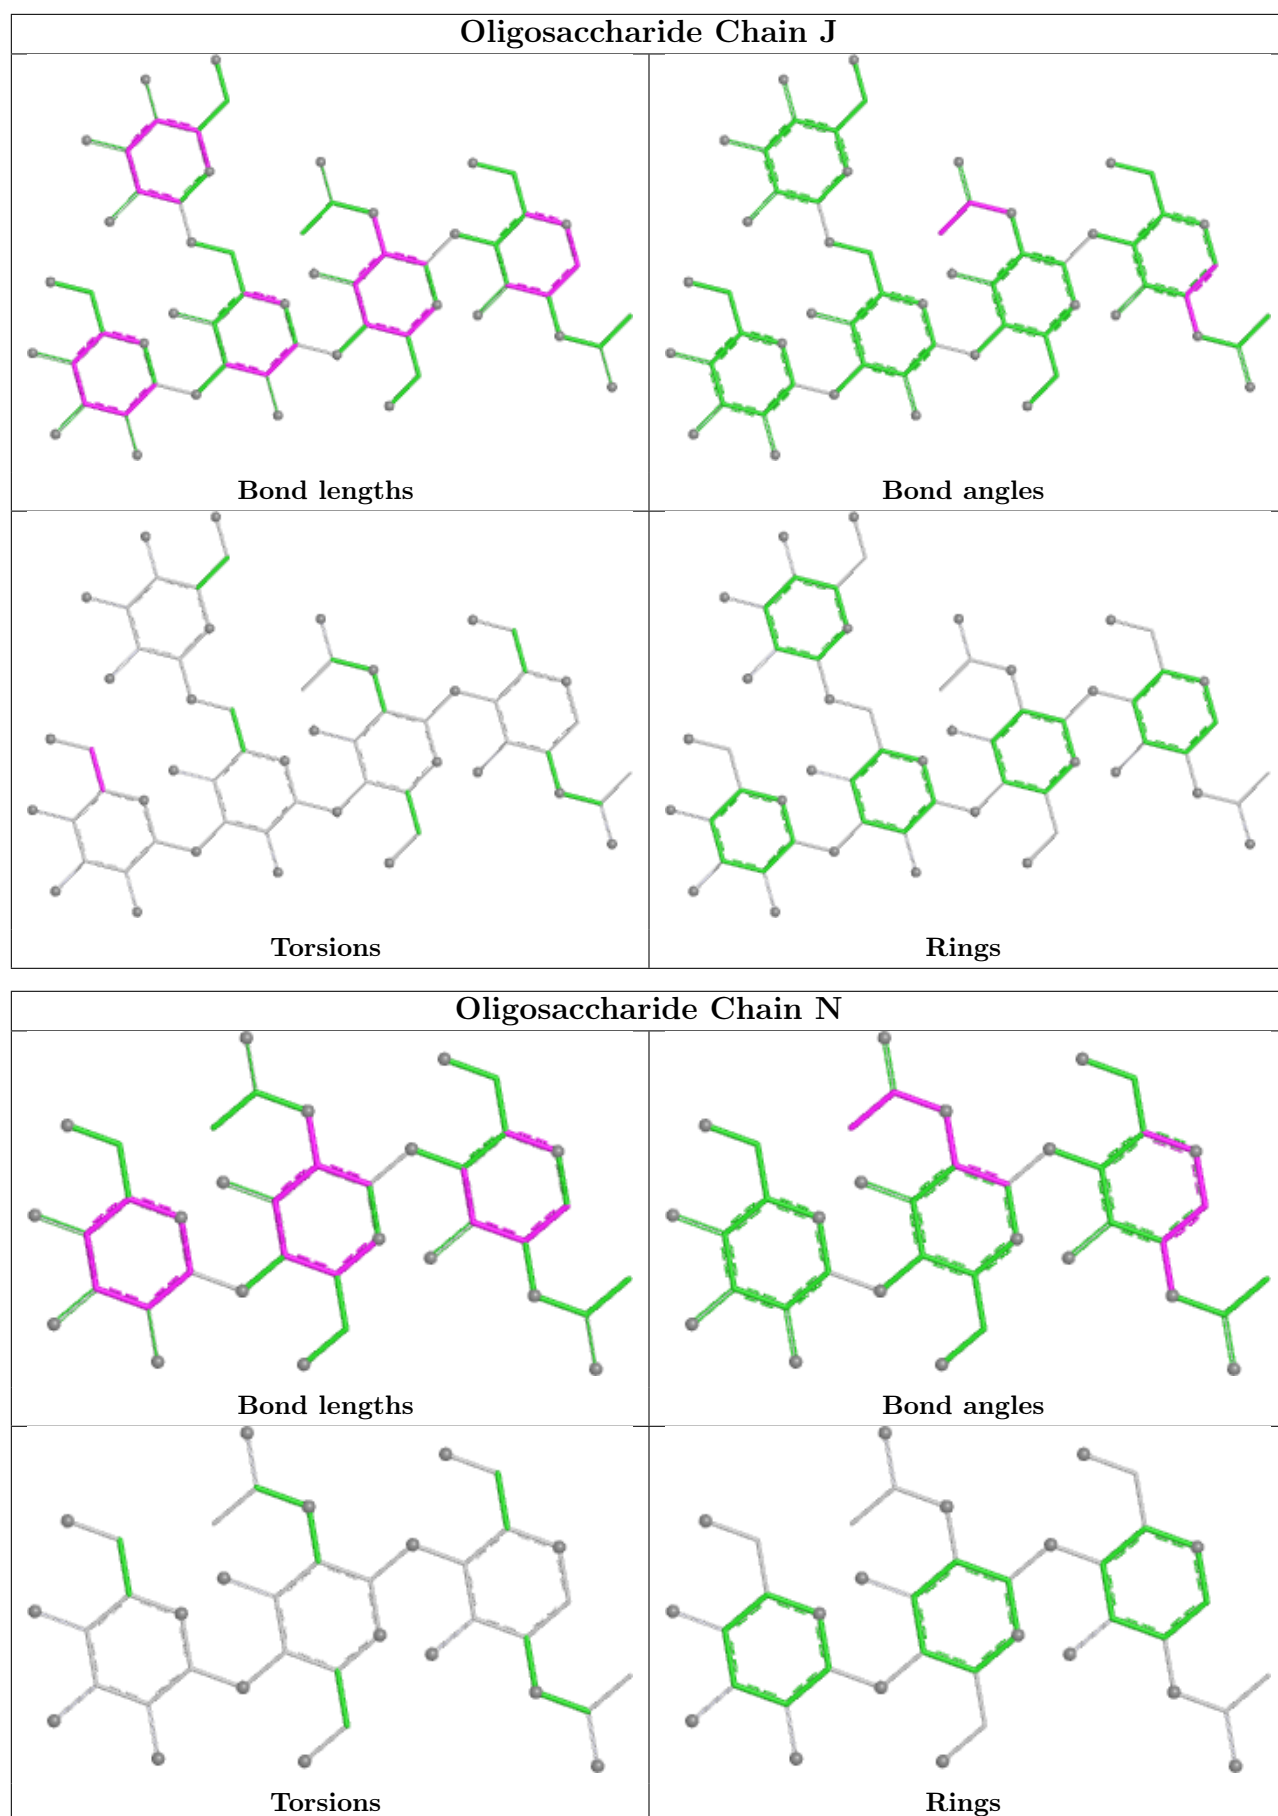 Oligosaccharide Chain J
Bond lengths
Bond angles
Torsions
Rings
Oligosaccharide Chain N
Bond lengths
Bond angles
Torsions
Rings